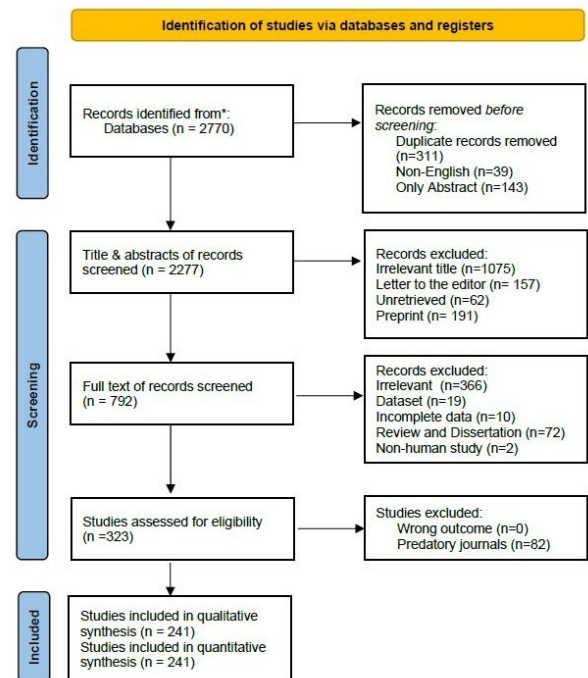 Identification of studies via databases and registers
Identification
Records identified from*:
Databases (n = 2770)
Records removed before
screening:
Duplicate records removed
(n=311)
Non-English (n=39)
Only Abstract (n=143)
Screening
Title & abstracts of records
screened (n = 2277)
Records excluded:
Irrelevant title (n=1075)
Letter to the editor (n= 157)
Unretrieved (n=62)
Preprint (n= 191)
Full text of records screened
(n = 792)
Records excluded:
Irrelevant (n=366)
Dataset (n=19)
Incomplete data (n=10)
Review and Dissertation (n=72)
Non-human study (n=2)
Studies assessed for eligibility
(n =323)
Studies excluded:
Wrong outcome (n=0)
Predatory journals (n=82)
Included
Studies included in qualitative
synthesis (n = 241)
Studies included in quantitative
synthesis (n = 241)